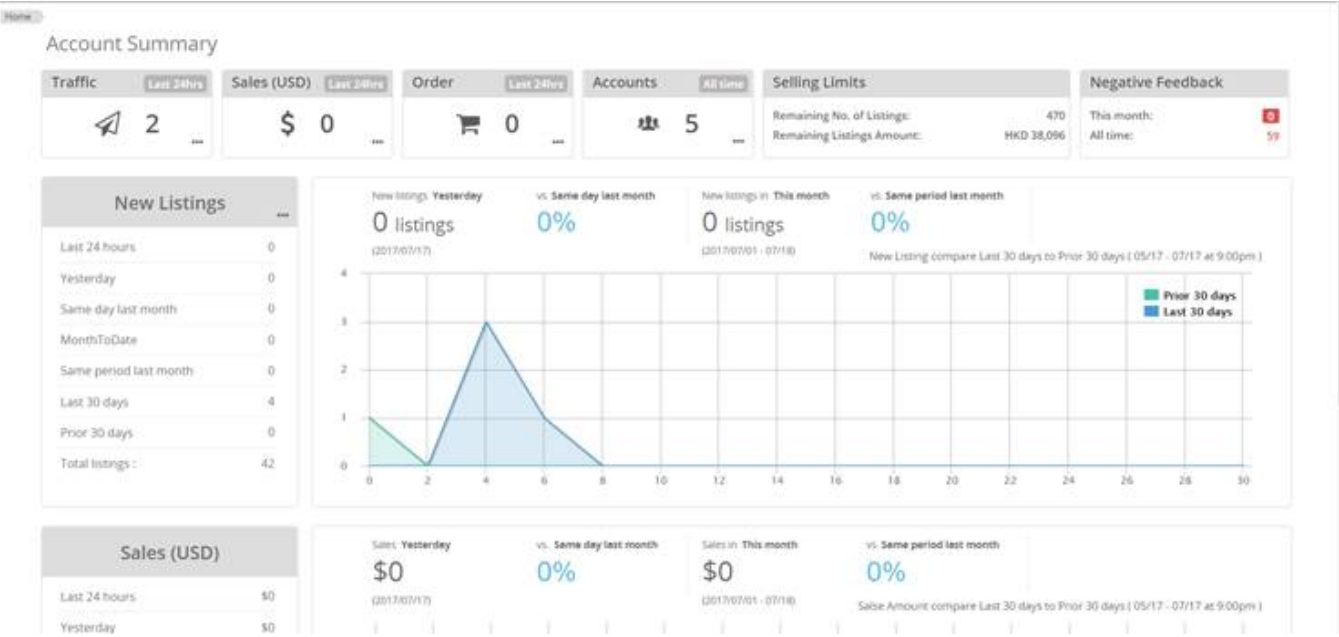 Home
Account Summary
Traffic Last 24hrs
2
...
Sales (USD) Last 24hrs
$ 0
...
Order Last 24hrs
0
...
Accounts All time
5
...
Selling Limits
Remaining No. of Listings: 470
Remaining Listings Amount: HKD 38,096
Negative Feedback
This month: 0
All time: 59
New Listings
...
Last 24 hours 0
Yesterday 0
Same day last month 0
MonthToDate 0
Same period last month 0
Last 30 days 4
Prior 30 days 0
Total listings : 42
New listings Yesterday
0 listings
(2017/07/17)
vs. Same day last month
0%
New listings in This month
0 listings
(2017/07/01 - 07/18)
vs. Same period last month
0%
New Listing compare Last 30 days to Prior 30 days ( 05/17 - 07/17 at 9:00pm )
Prior 30 days
Last 30 days
4
3
2
1
0
0 2 4 6 8 10 12 14 16 18 20 22 24 26 28 30
Sales (USD)
Last 24 hours $0
Yesterday $0
Sales Yesterday
$0
(2017/07/17)
vs. Same day last month
0%
Sales in This month
$0
(2017/07/01 - 07/18)
vs. Same period last month
0%
Salse Amount compare Last 30 days to Prior 30 days ( 05/17 - 07/17 at 9:00pm )